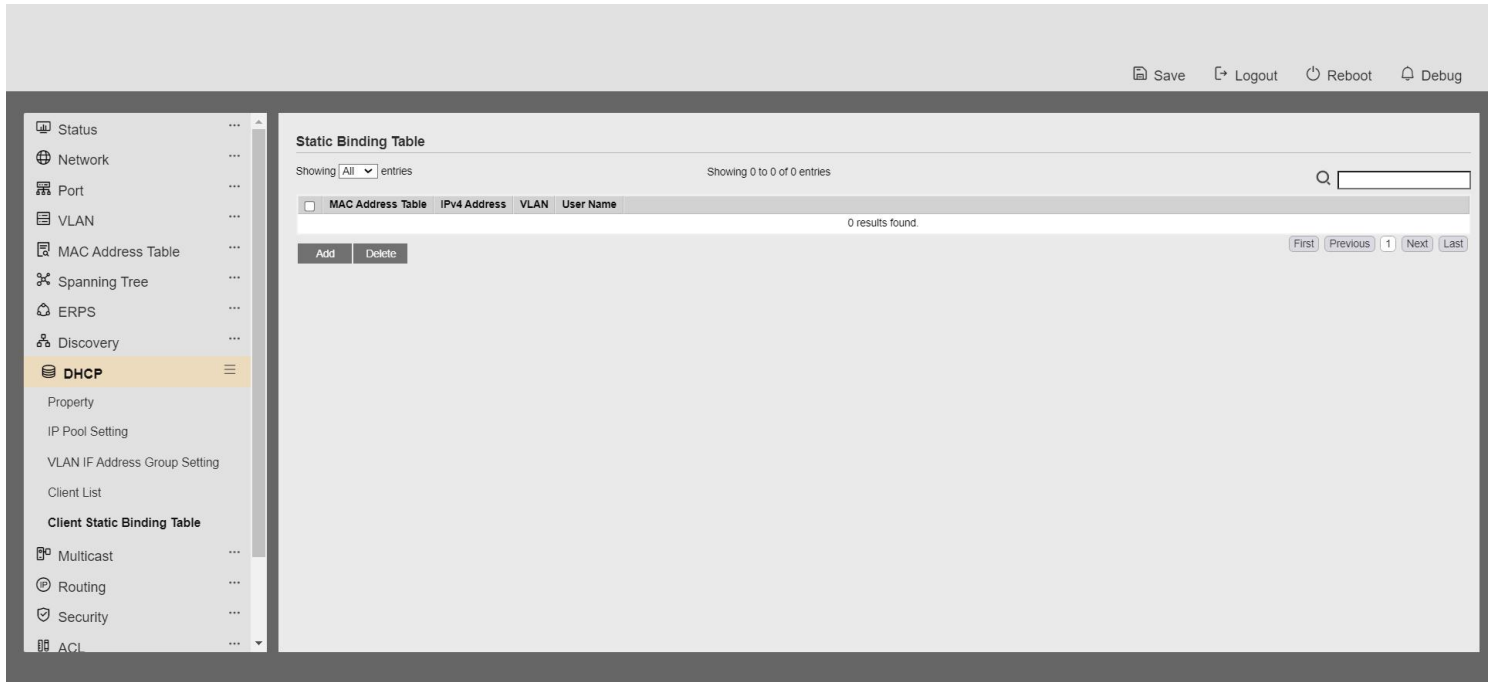 Save Logout Reboot Debug
Status
Network
Port
VLAN
MAC Address Table
Spanning Tree
ERPS
Discovery
DHCP
Property
IP Pool Setting
VLAN IF Address Group Setting
Client List
Client Static Binding Table
Multicast
IP Routing
Security
ACL
Static Binding Table
Showing All entries Showing 0 to 0 of 0 entries
MAC Address Table IPv4 Address VLAN User Name
0 results found.
Add Delete First Previous 1 Next Last